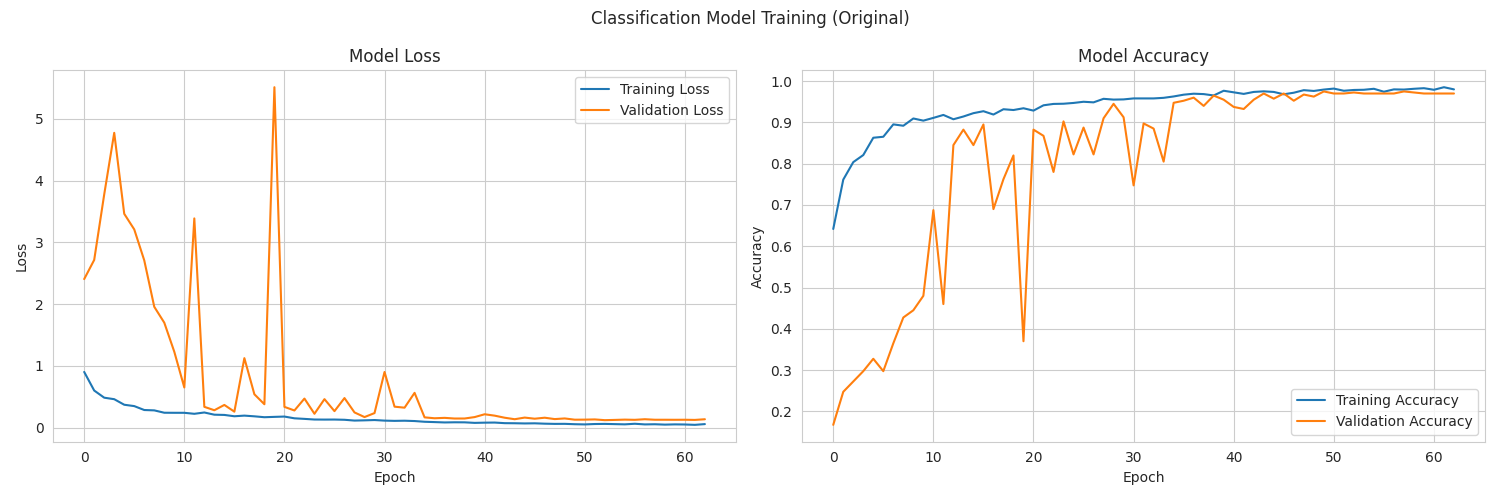 Classification Model Training (Original)
Model Loss
Training Loss
Validation Loss
5
4
3
2
1
0
Loss
0 10 20 30 40 50 60
Epoch
Model Accuracy
1.0
0.9
0.8
0.7
0.6
0.5
0.4
0.3
0.2
Accuracy
Training Accuracy
Validation Accuracy
0 10 20 30 40 50 60
Epoch